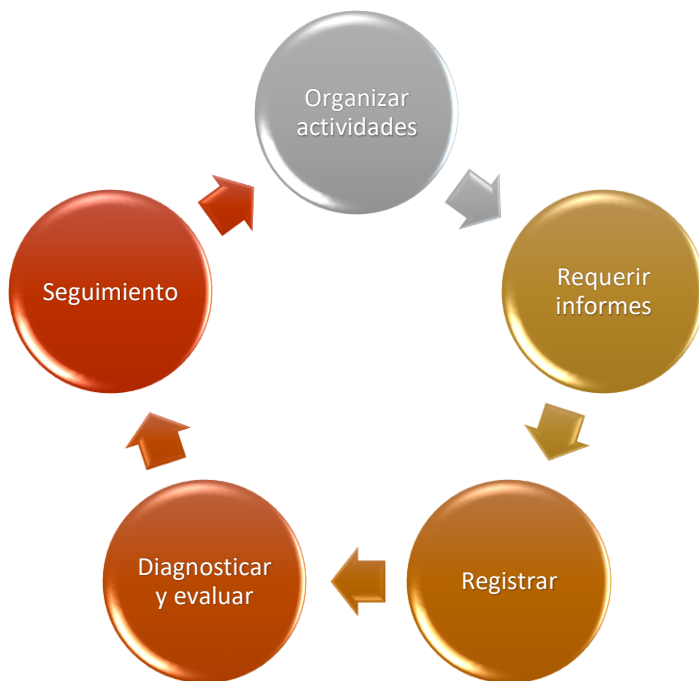 Organizar
actividades
Requerir
informes
Registrar
Diagnosticar
y evaluar
Seguimiento